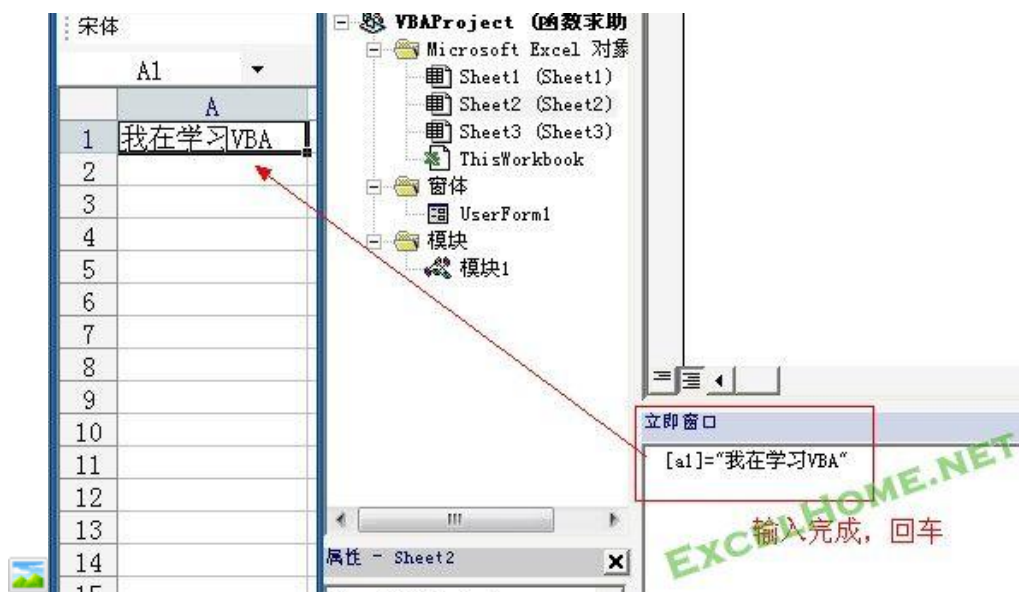 宋体
A1
A
1 我在学习VBA
2
3
4
5
6
7
8
9
10
11
12
13
14
VBAProject (函数求助
Microsoft Excel 对象
Sheet1 (Sheet1)
Sheet2 (Sheet2)
Sheet3 (Sheet3)
ThisWorkbook
窗体
UserForm1
模块
模块1
属性 - Sheet2
立即窗口
[a1]="我在学习VBA"
输入完成，回车
EXCELHOME.NET